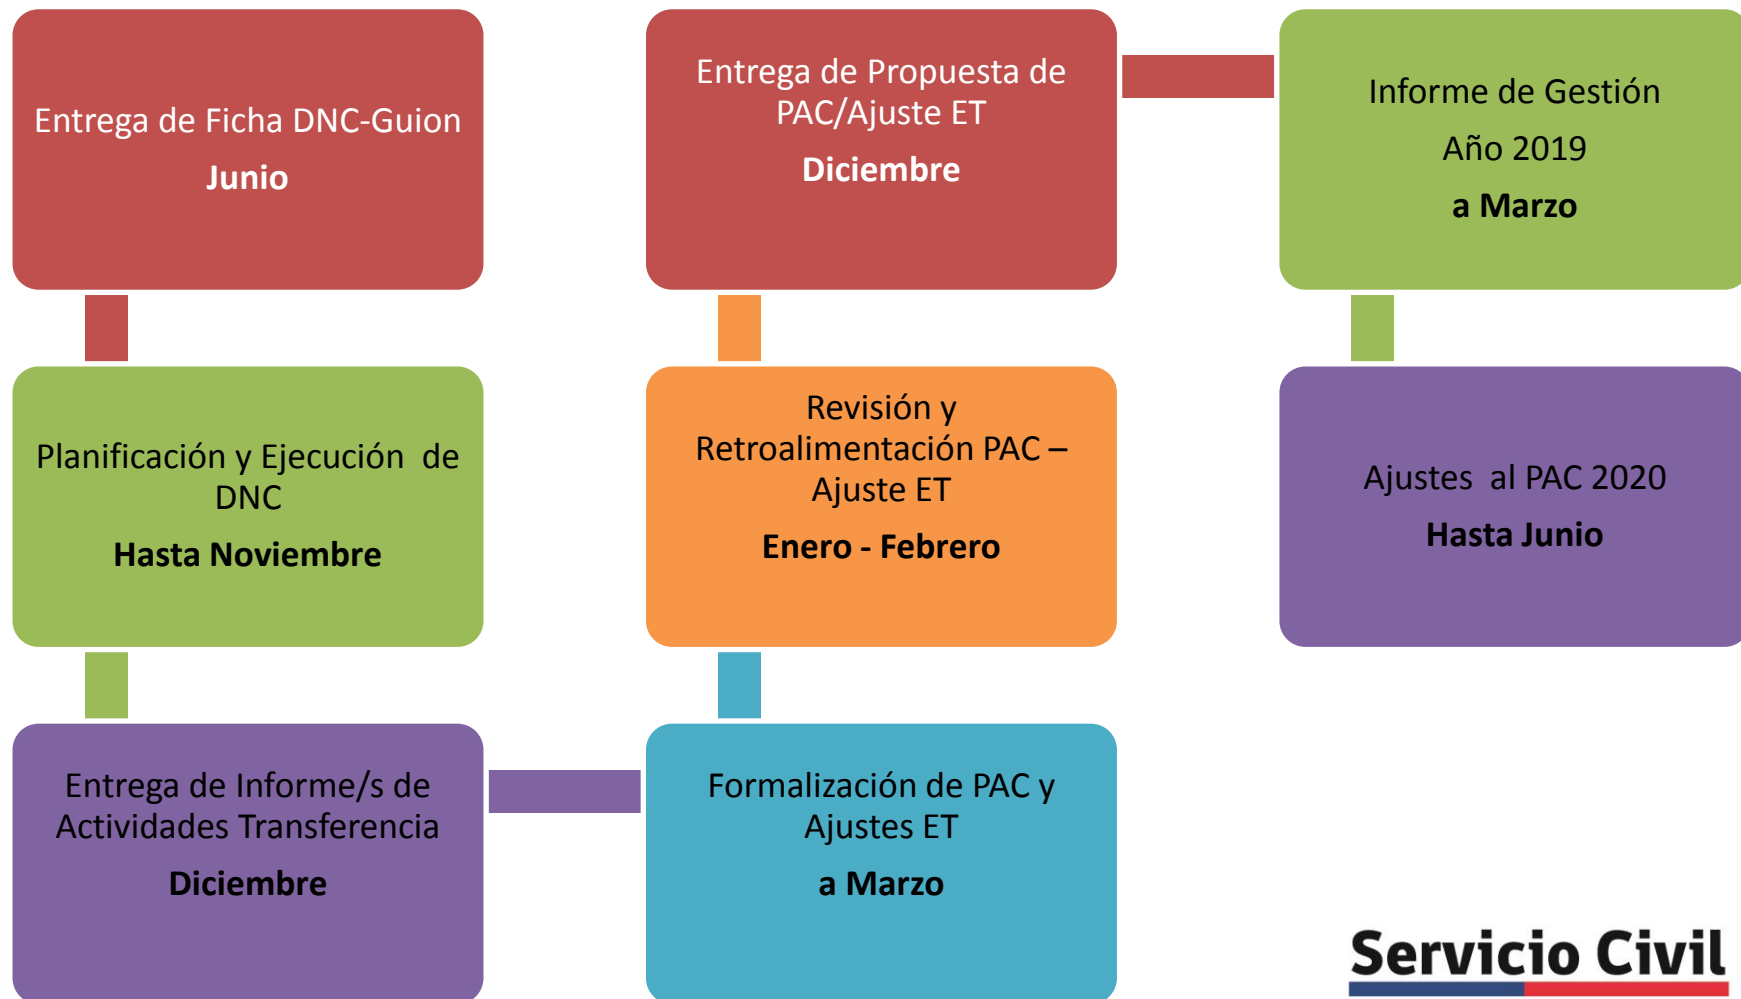 Entrega de Ficha DNC-Guion
Junio
Planificación y Ejecución de
DNC
Hasta Noviembre
Entrega de Informe/s de
Actividades Transferencia
Diciembre
Formalización de PAC y
Ajustes ET
a Marzo
Revisión y
Retroalimentación PAC –
Ajuste ET
Enero - Febrero
Entrega de Propuesta de
PAC/Ajuste ET
Diciembre
Informe de Gestión
Año 2019
a Marzo
Ajustes al PAC 2020
Hasta Junio
Servicio Civil